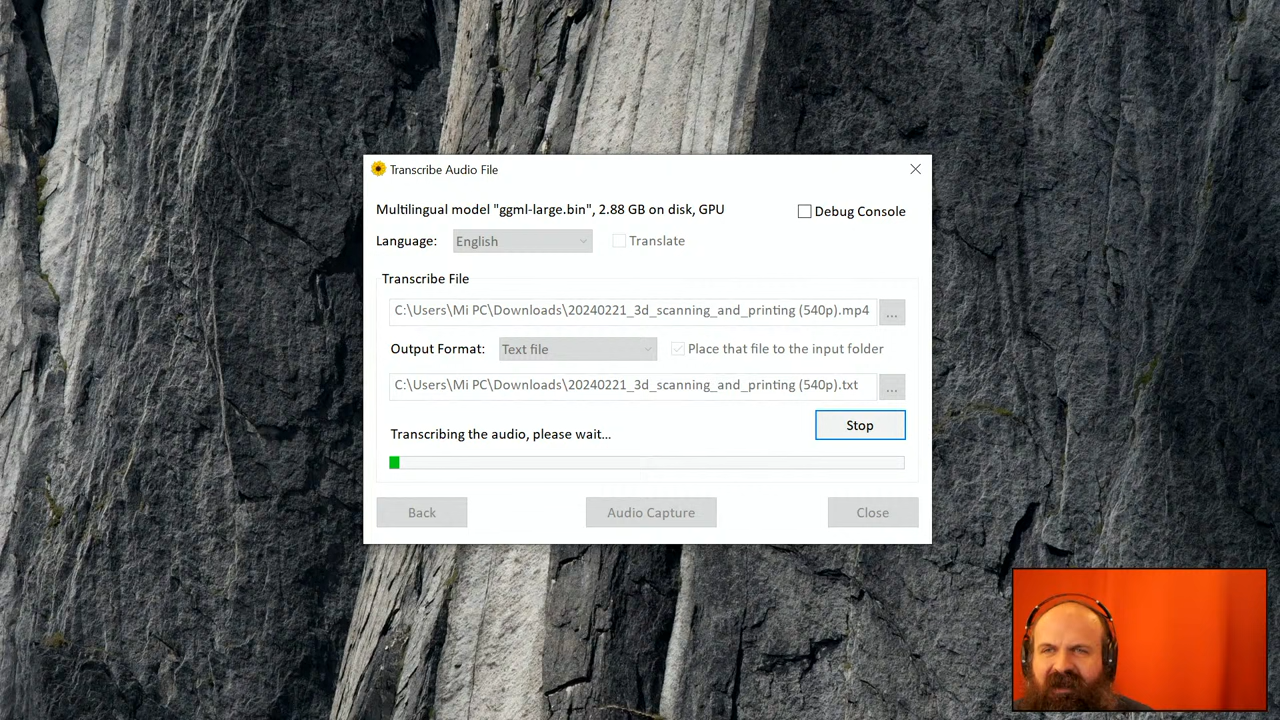 Transcribe Audio File
Multilingual model "ggml-large.bin", 2.88 GB on disk, GPU
Debug Console
Language: English Translate
Transcribe File
C:\Users\Mi PC\Downloads\20240221_3d_scanning_and_printing (540p).mp4 ...
Output Format: Text file Place that file to the input folder
C:\Users\Mi PC\Downloads\20240221_3d_scanning_and_printing (540p).txt ...
Stop
Transcribing the audio, please wait...
Back Audio Capture Close